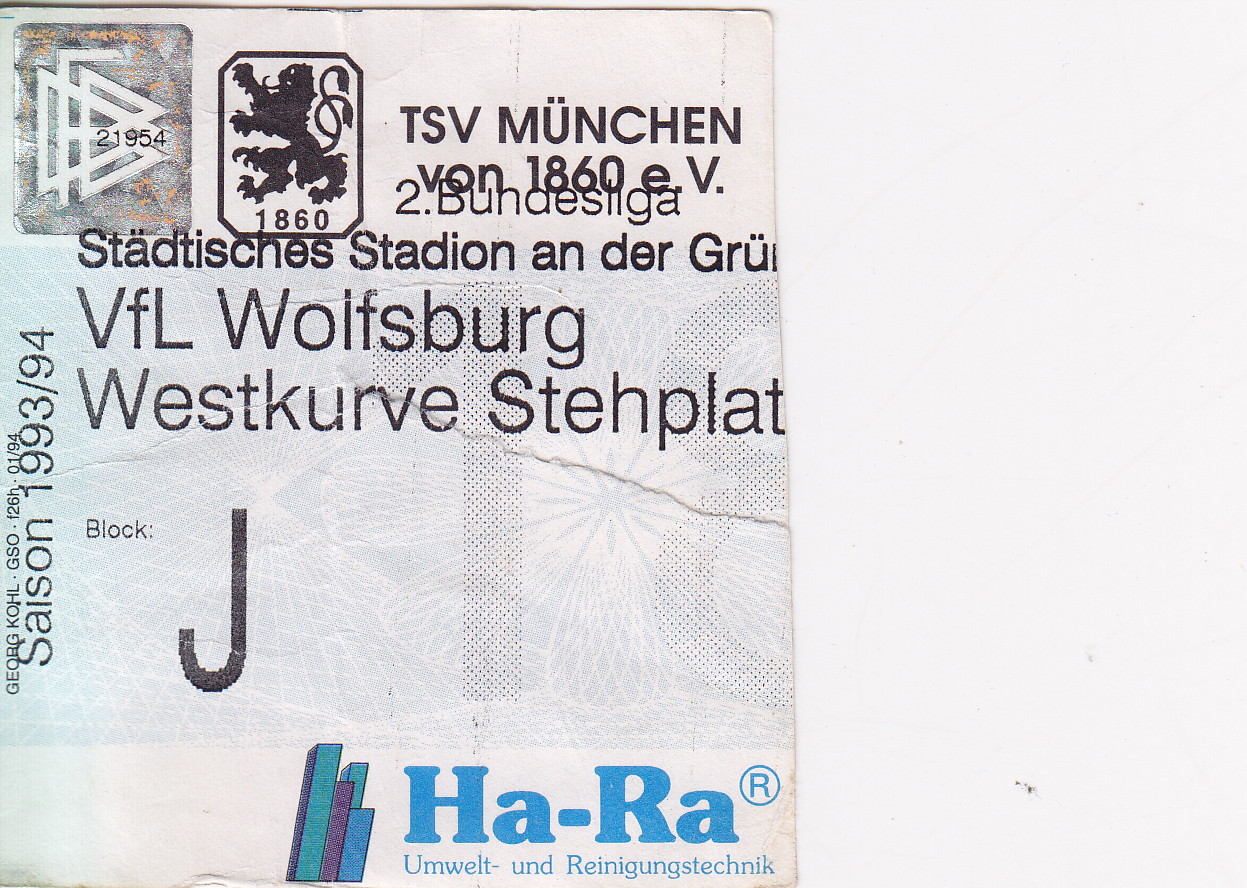 21954
1860
TSV MÜNCHEN
von 1860 e.V.
2.Bundesliga
Städtisches Stadion an der Grü
VfL Wolfsburg
Westkurve Stehplat
Block:
J
Saison 1993/94
GEORG KOHL · GSO · f26h · 01/94
Ha-Ra®
Umwelt- und Reinigungstechnik